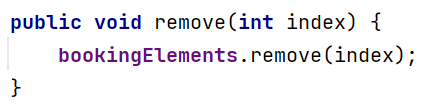 public void remove(int index) {
    bookingElements.remove(index);
}